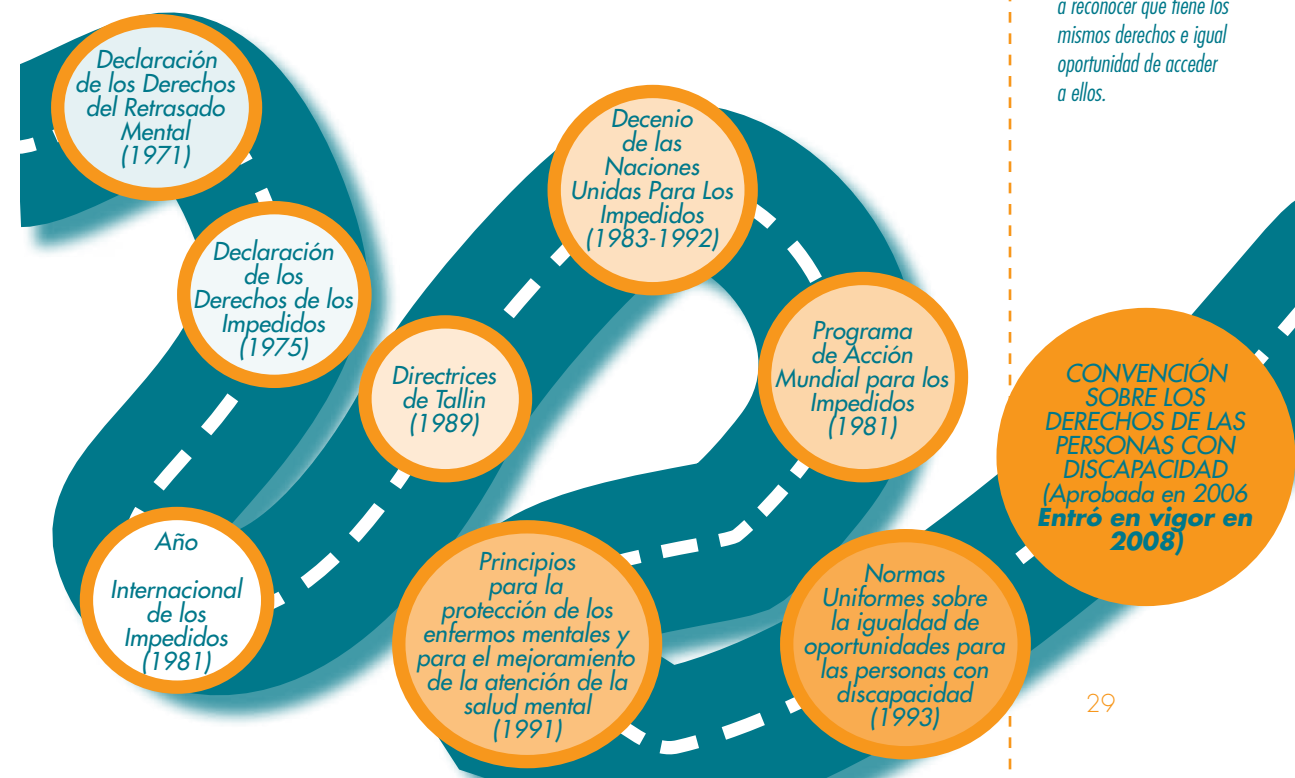 Declaración
de los Derechos
del Retrasado
Mental
(1971)
Declaración
de los
Derechos de los
Impedidos
(1975)
Año
Internacional
de los
Impedidos
(1981)
Directrices
de Tallin
(1989)
Decenio
de las
Naciones
Unidas Para Los
Impedidos
(1983-1992)
Programa
de Acción
Mundial para los
Impedidos
(1981)
Principios
para la
protección de los
enfermos mentales y
para el mejoramiento
de la atención de la
salud mental
(1991)
Normas
Uniformes sobre
la igualdad de
oportunidades para
las personas con
discapacidad
(1993)
CONVENCIÓN
SOBRE LOS
DERECHOS DE LAS
PERSONAS CON
DISCAPACIDAD
(Aprobada en 2006
Entró en vigor en
2008)
a reconocer que tiene los
mismos derechos e igual
oportunidad de acceder
a ellos.
29